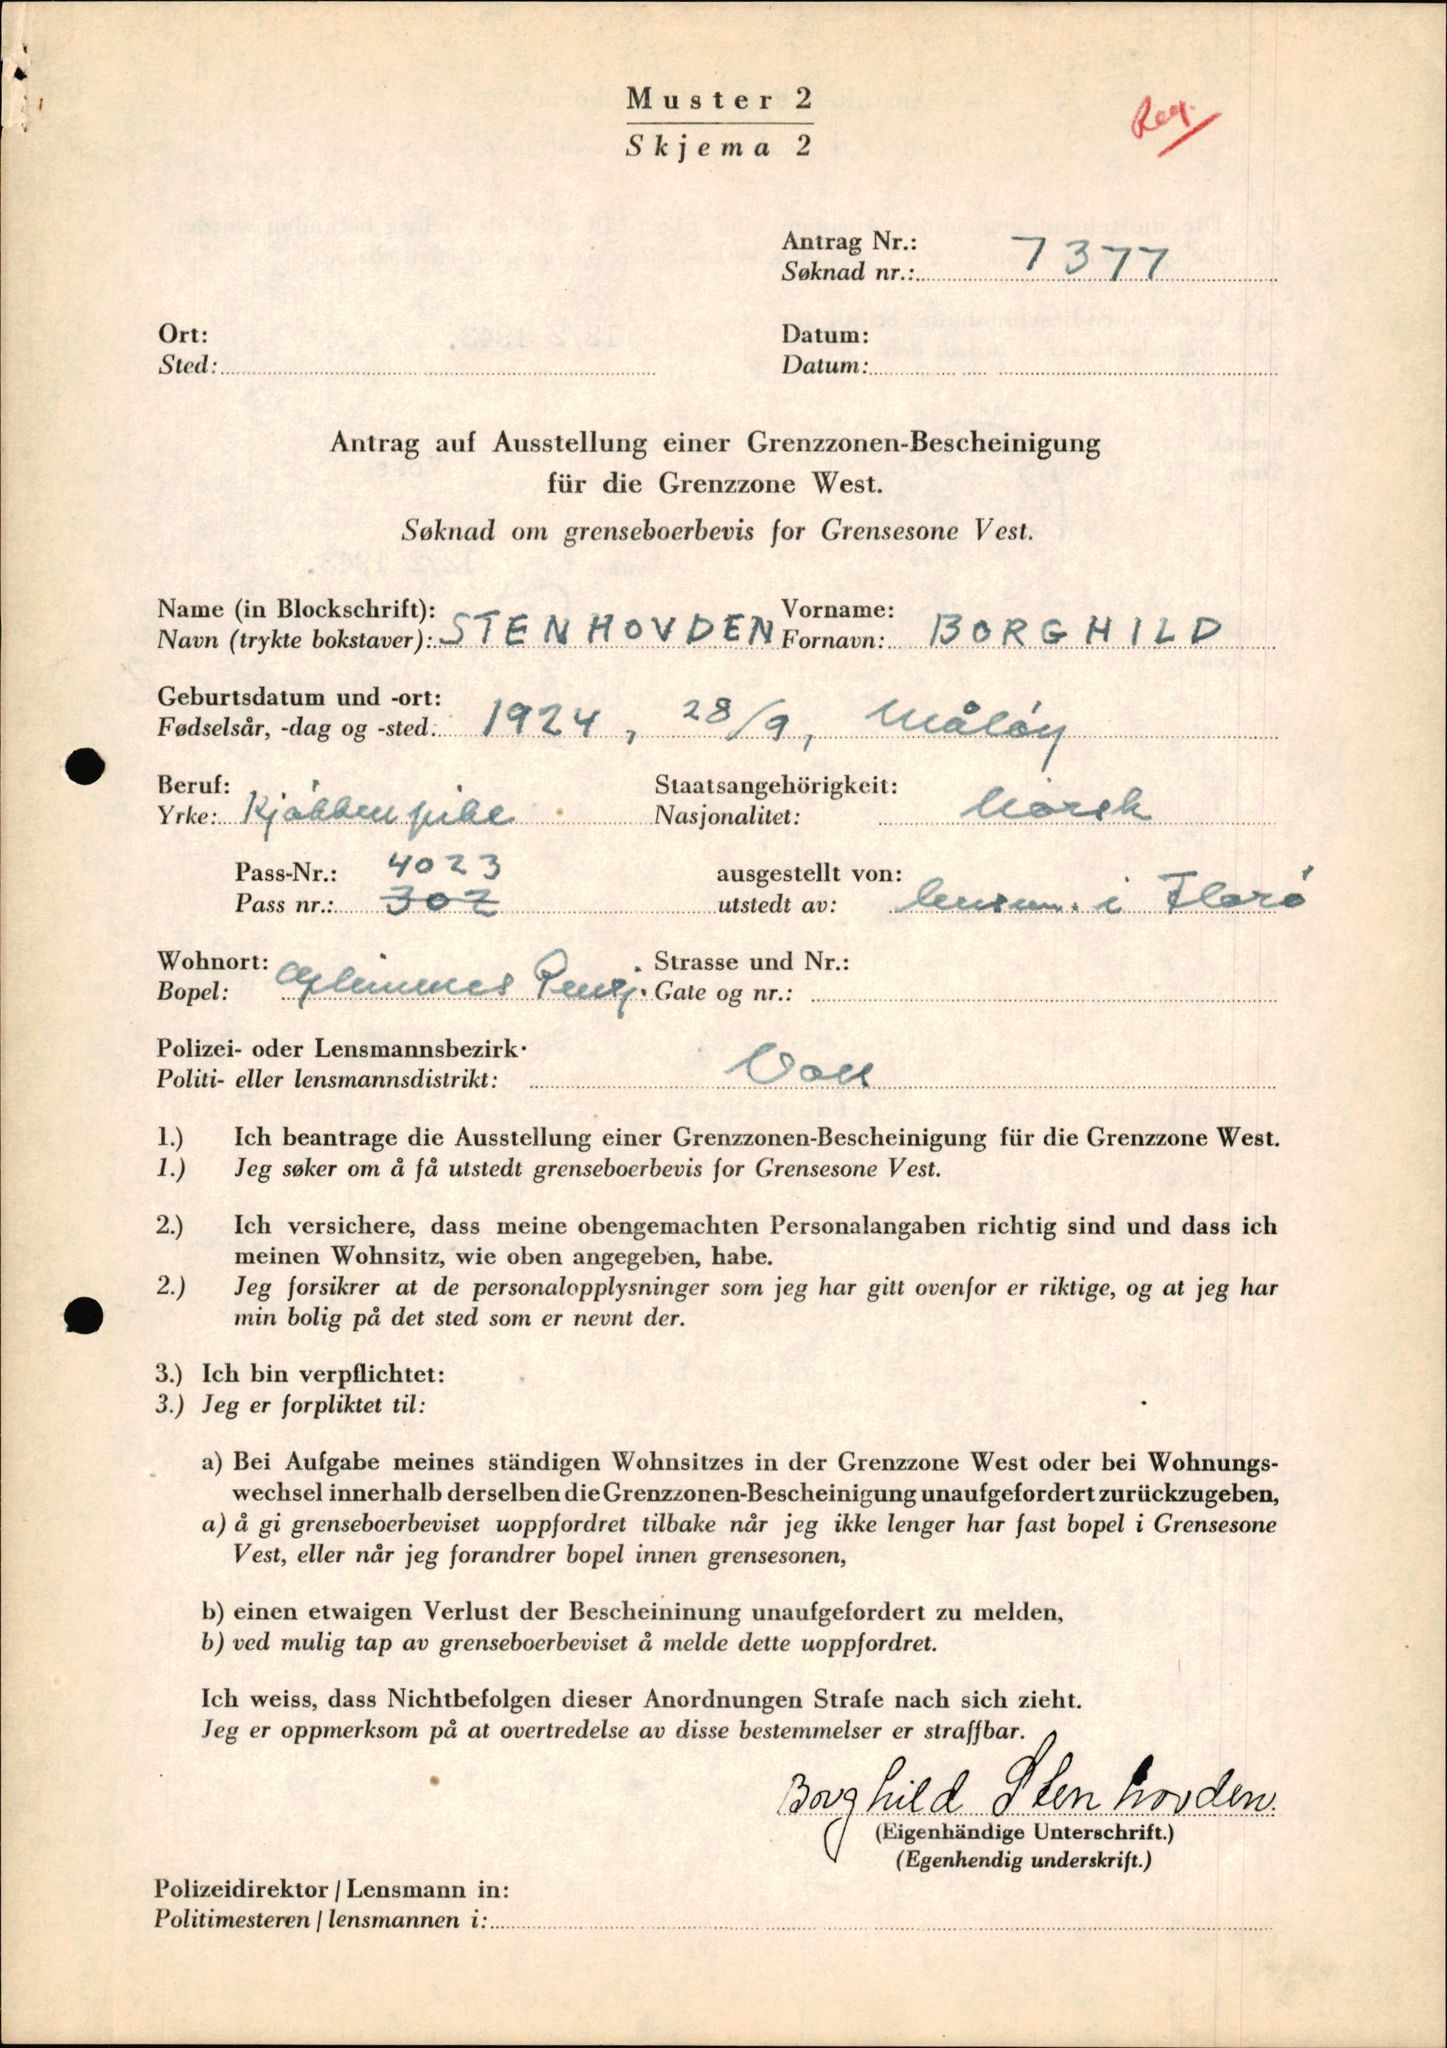 Muster 2
Skjema 2
Reg.
Antrag Nr.:
Søknad nr.: 7377
Ort:
Sted:
Datum:
Datum:
Antrag auf Ausstellung einer Grenzzonen-Bescheinigung
für die Grenzzone West.
Søknad om grenseboerbevis for Grensesone Vest.
Name (in Blockschrift): Vorname:
Navn (trykte bokstaver): STENHOVDEN Fornavn: BORGHILD
Geburtsdatum und -ort:
Fødselsår, -dag og -sted: 1924, 28/9, Måløy
Beruf: Staatsangehörigkeit:
Yrke: Kjøkkenpike Nasjonalitet: Norsk
Pass-Nr.: 4023 ausgestellt von:
Pass nr.: 302 utstedt av: lensm. i Florø
Wohnort: Strasse und Nr.:
Bopel: Glimmes Pensj. Gate og nr.:
Polizei- oder Lensmannsbezirk
Politi- eller lensmannsdistrikt: Voll
1.) Ich beantrage die Ausstellung einer Grenzzonen-Bescheinigung für die Grenzzone West.
1.) Jeg søker om å få utstedt grenseboerbevis for Grensesone Vest.
2.) Ich versichere, dass meine obengemachten Personalangaben richtig sind und dass ich
meinen Wohnsitz, wie oben angegeben, habe.
2.) Jeg forsikrer at de personalopplysninger som jeg har gitt ovenfor er riktige, og at jeg har
min bolig på det sted som er nevnt der.
3.) Ich bin verpflichtet:
3.) Jeg er forpliktet til:
a) Bei Aufgabe meines ständigen Wohnsitzes in der Grenzzone West oder bei Wohnungs-
wechsel innerhalb derselben die Grenzzonen-Bescheinigung unaufgefordert zurückzugeben,
a) å gi grenseboerbeviset uoppfordret tilbake når jeg ikke lenger har fast bopel i Grensesone
Vest, eller når jeg forandrer bopel innen grensesonen,
b) einen etwaigen Verlust der Bescheininung unaufgefordert zu melden,
b) ved mulig tap av grenseboerbeviset å melde dette uoppfordret.
Ich weiss, dass Nichtbefolgen dieser Anordnungen Strafe nach sich zieht.
Jeg er oppmerksom på at overtredelse av disse bestemmelser er straffbar.
Borghild Stenhovden.
(Eigenhändige Unterschrift.)
(Egenhendig underskrift.)
Polizeidirektor / Lensmann in:
Politimesteren / lensmannen i: